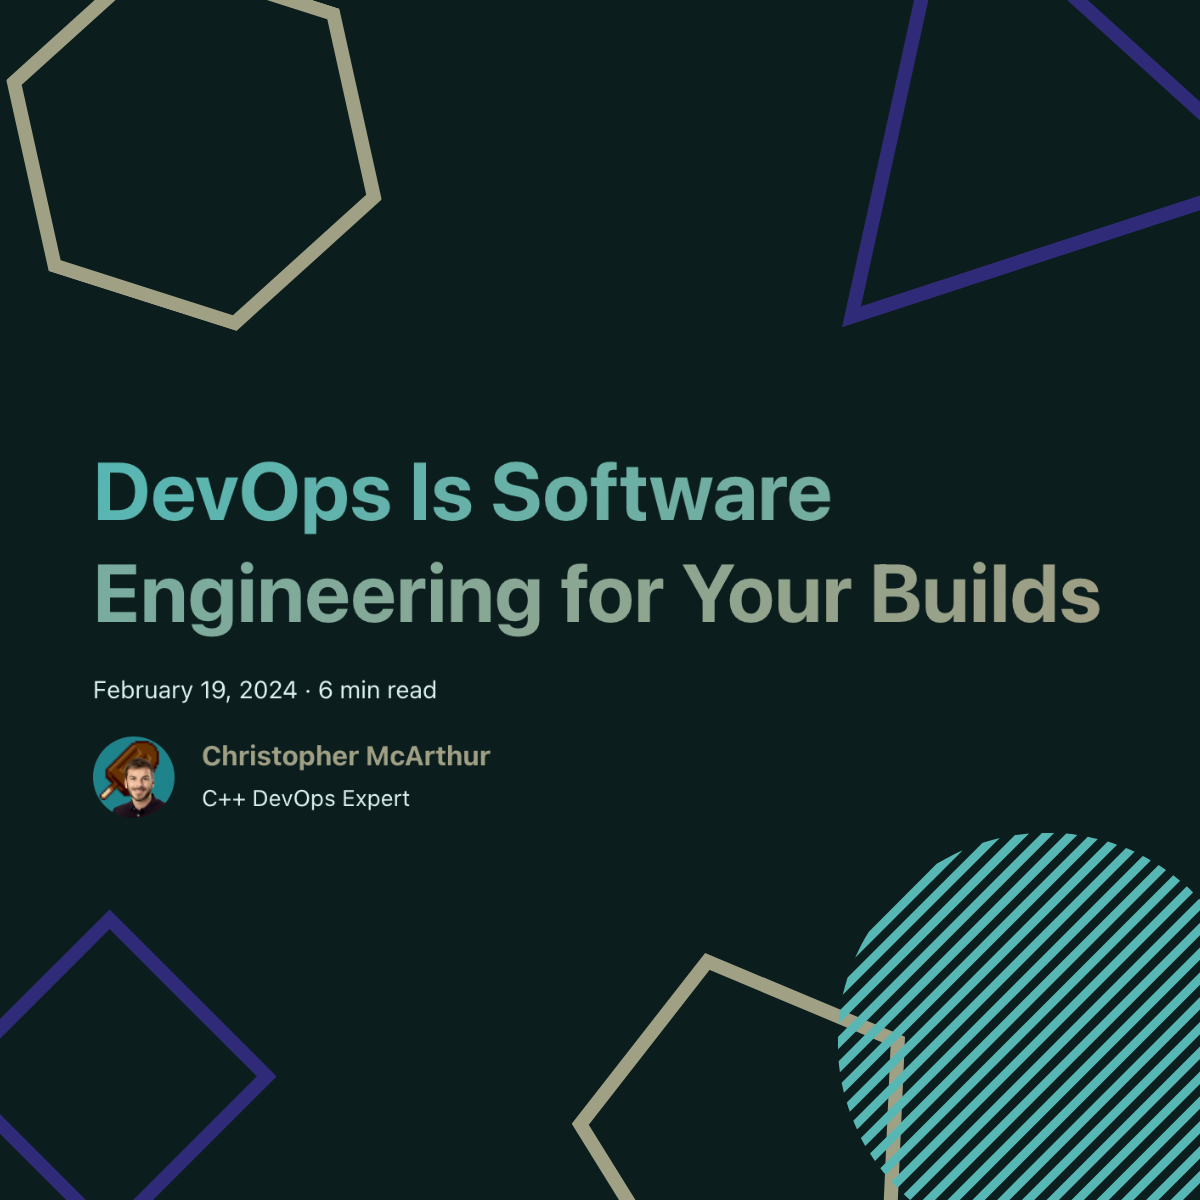 DevOps Is Software
Engineering for Your Builds
February 19, 2024 · 6 min read
Christopher McArthur
C++ DevOps Expert